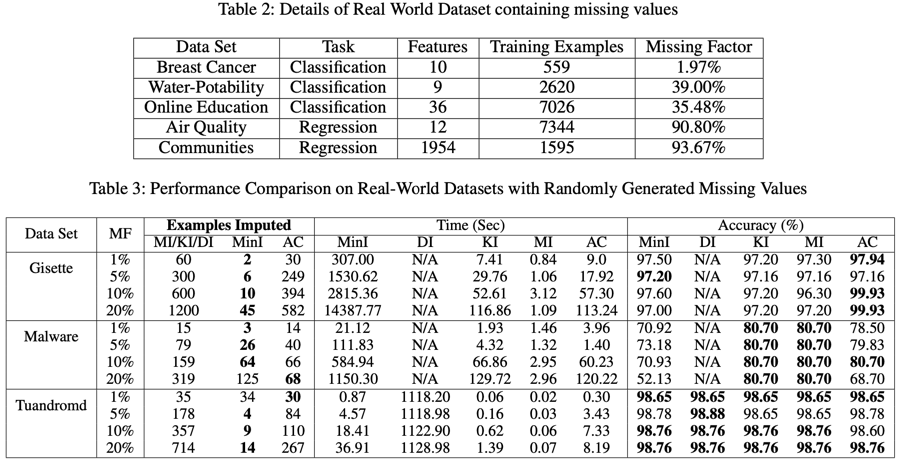 Table 2: Details of Real World Dataset containing missing values
Data Set Task Features Training Examples Missing Factor
Breast Cancer Classification 10 559 1.97%
Water-Potability Classification 9 2620 39.00%
Online Education Classification 36 7026 35.48%
Air Quality Regression 12 7344 90.80%
Communities Regression 1954 1595 93.67%
Table 3: Performance Comparison on Real-World Datasets with Randomly Generated Missing Values
Data Set MF Examples Imputed Time (Sec) Accuracy (%)
MI/KI/DI MinI AC MinI DI KI MI AC MinI DI KI MI AC
Gisette 1% 60 2 30 307.00 N/A 7.41 0.84 9.0 97.50 N/A 97.20 97.30 97.94
5% 300 6 249 1530.62 N/A 29.76 1.06 17.92 97.20 N/A 97.16 97.16 97.16
10% 600 10 394 2815.36 N/A 52.61 3.12 57.30 97.60 N/A 97.20 96.30 99.93
20% 1200 45 582 14387.77 N/A 116.86 1.09 113.24 97.00 N/A 97.20 97.20 99.93
Malware 1% 15 3 14 21.12 N/A 1.93 1.46 3.96 70.92 N/A 80.70 80.70 78.50
5% 79 26 40 111.83 N/A 4.32 1.32 1.40 73.18 N/A 80.70 80.70 79.83
10% 159 64 66 584.94 N/A 66.86 2.95 60.23 70.93 N/A 80.70 80.70 80.70
20% 319 125 68 1150.30 N/A 129.72 2.96 120.22 52.13 N/A 80.70 80.70 68.70
Tuandromd 1% 35 34 30 0.87 1118.20 0.06 0.02 0.30 98.65 98.65 98.65 98.65 98.65
5% 178 4 84 4.57 1118.98 0.16 0.03 3.43 98.78 98.88 98.65 98.65 98.78
10% 357 9 110 18.41 1122.90 0.62 0.06 7.33 98.76 98.76 98.76 98.76 98.60
20% 714 14 267 36.91 1128.98 1.39 0.07 8.19 98.76 98.76 98.76 98.76 98.76